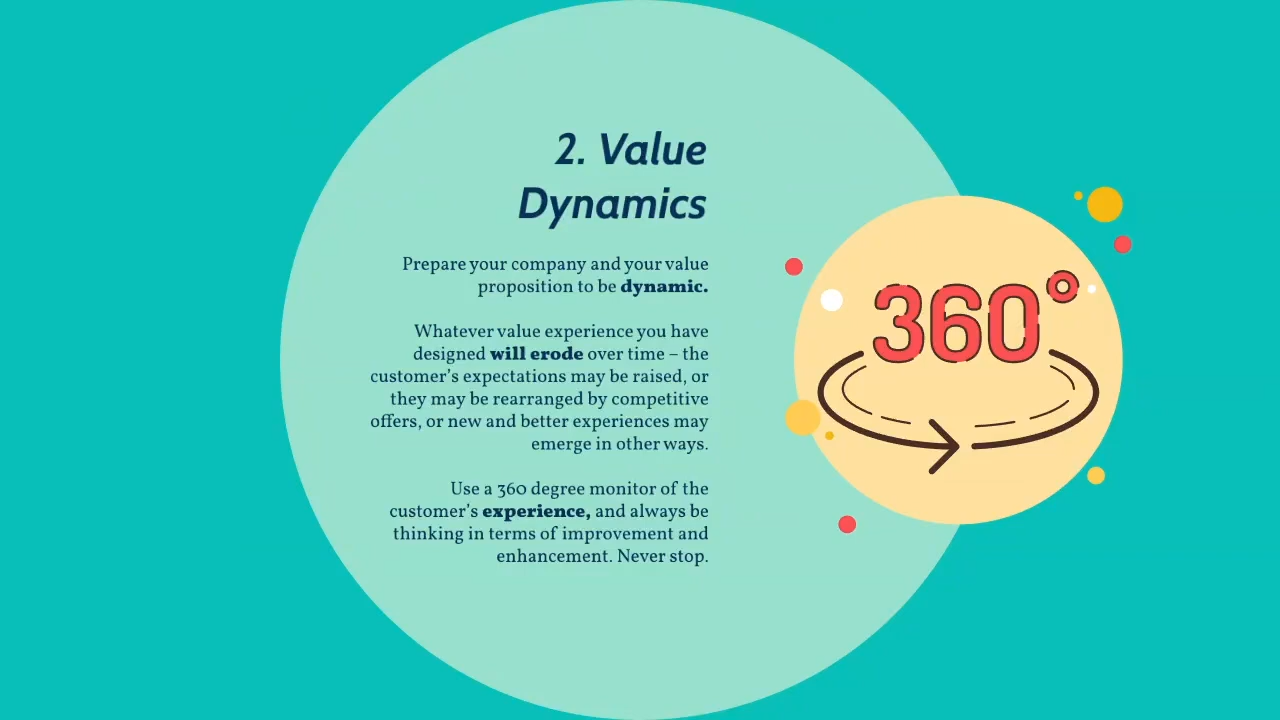 2. Value
Dynamics
Prepare your company and your value
proposition to be dynamic.
Whatever value experience you have
designed will erode over time – the
customer’s expectations may be raised, or
they may be rearranged by competitive
offers, or new and better experiences may
emerge in other ways.
Use a 360 degree monitor of the
customer’s experience, and always be
thinking in terms of improvement and
enhancement. Never stop.
360°